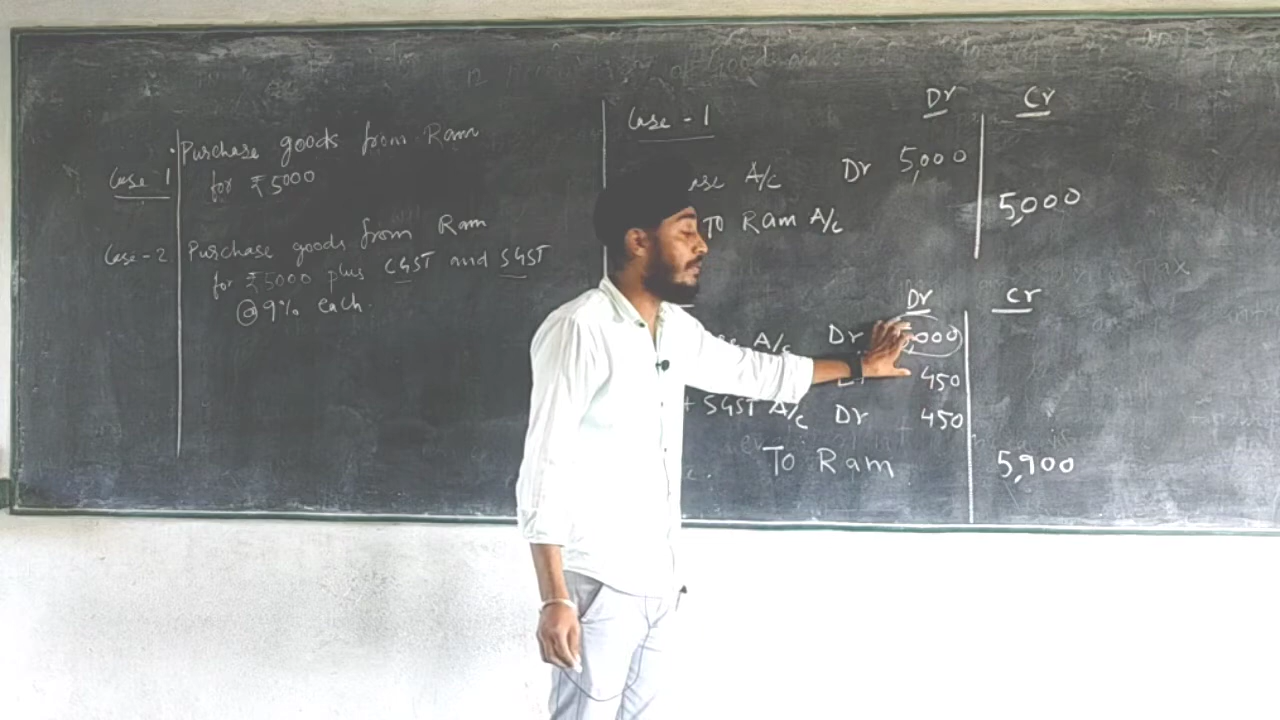 Case-1 Purchase goods from Ram
for ₹5000
Case-2 Purchase goods from Ram
for ₹5000 plus CGST and SGST
@9% each.
Case-1
Dr Cr
A/c Dr 5,000
To Ram A/c 5,000
Dr Cr
A/c Dr 5,000
450
SGST A/c Dr 450
To Ram 5,900